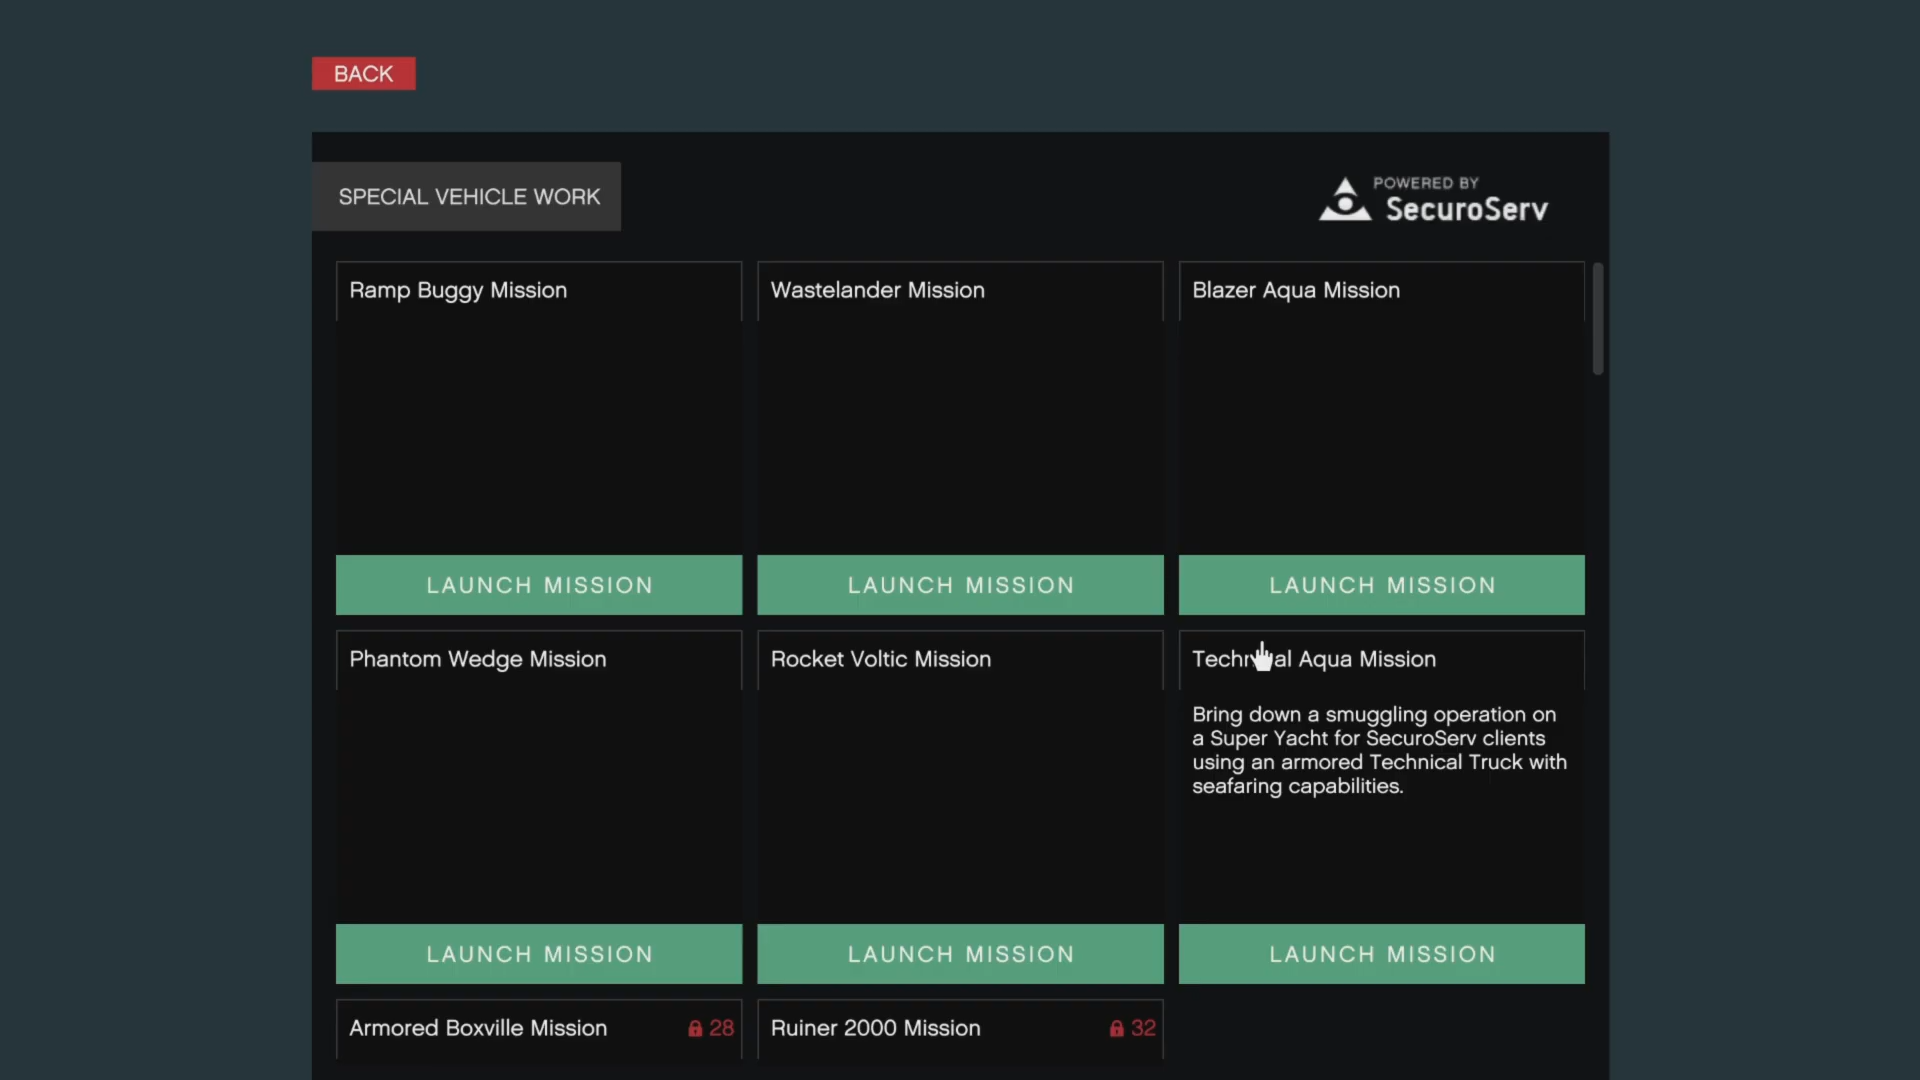 BACK
SPECIAL VEHICLE WORK
POWERED BY
SecuroServ
Ramp Buggy Mission
Wastelander Mission
Blazer Aqua Mission
LAUNCH MISSION
LAUNCH MISSION
LAUNCH MISSION
Phantom Wedge Mission
Rocket Voltic Mission
Technical Aqua Mission
Bring down a smuggling operation on
a Super Yacht for SecuroServ clients
using an armored Technical Truck with
seafaring capabilities.
LAUNCH MISSION
LAUNCH MISSION
LAUNCH MISSION
Armored Boxville Mission 28
Ruiner 2000 Mission 32